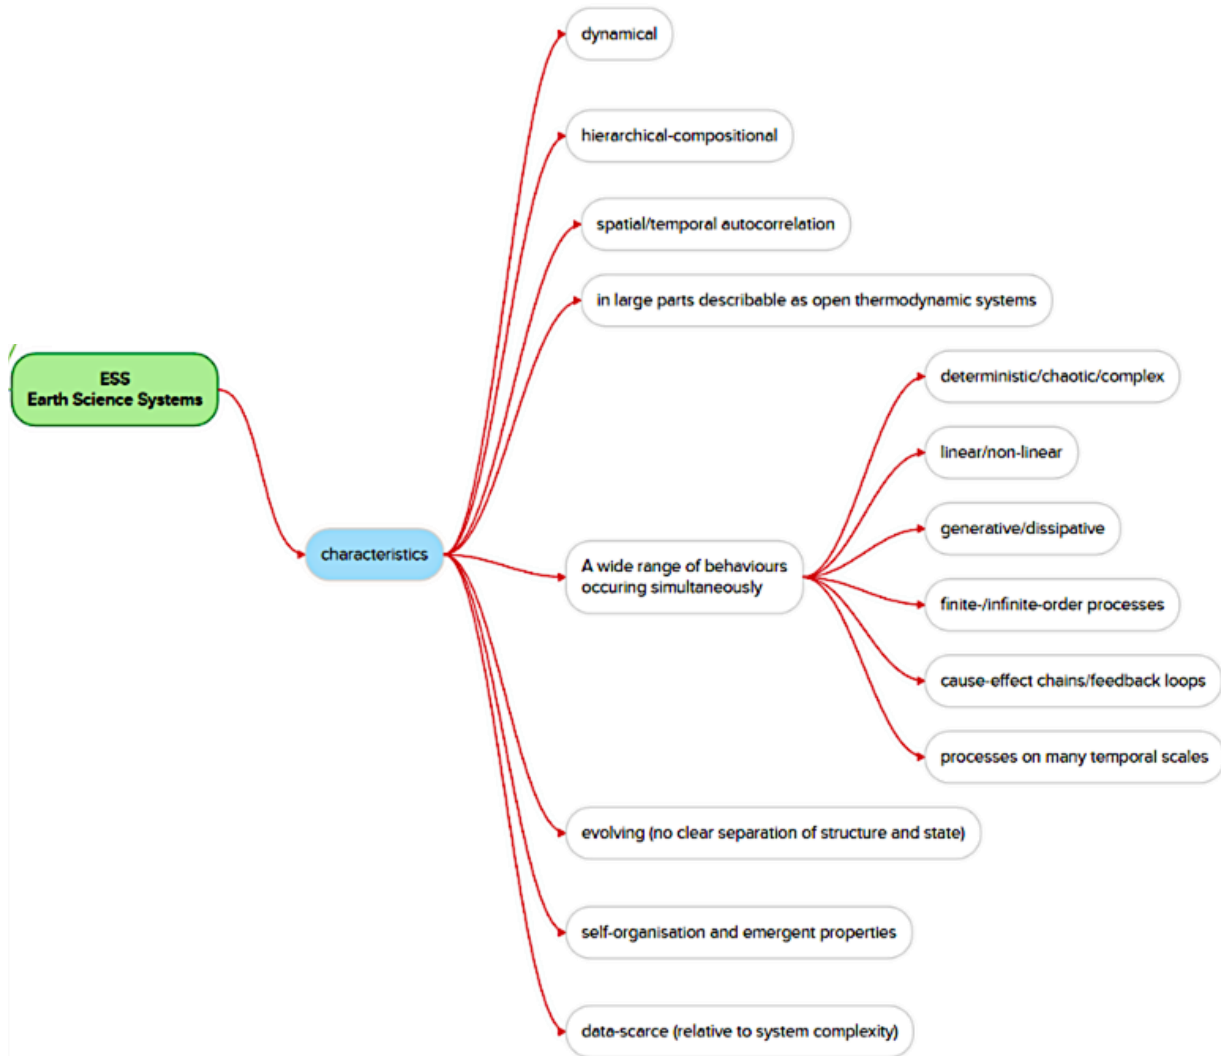 dynamical
hierarchical-compositional
spatial/temporal autocorrelation
in large parts describable as open thermodynamic systems
ESS
Earth Science Systems
characteristics
A wide range of behaviours
occuring simultaneously
deterministic/chaotic/complex
linear/non-linear
generative/dissipative
finite-/infinite-order processes
cause-effect chains/feedback loops
processes on many temporal scales
evolving (no clear separation of structure and state)
self-organisation and emergent properties
data-scarce (relative to system complexity)